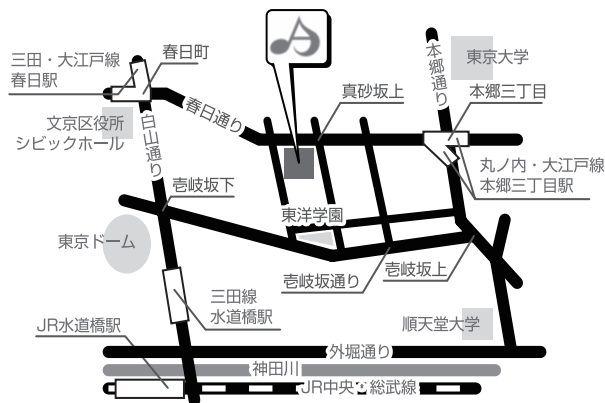 三田・大江戸線
春日駅
春日町
本郷通り
東京大学
真砂坂上
本郷三丁目
春日通り
文京区役所
シビックホール
白山通り
丸ノ内・大江戸線
本郷三丁目駅
壱岐坂下
東洋学園
東京ドーム
壱岐坂通り
壱岐坂上
三田線
水道橋駅
JR水道橋駅
順天堂大学
外堀通り
神田川
JR中央・総武線